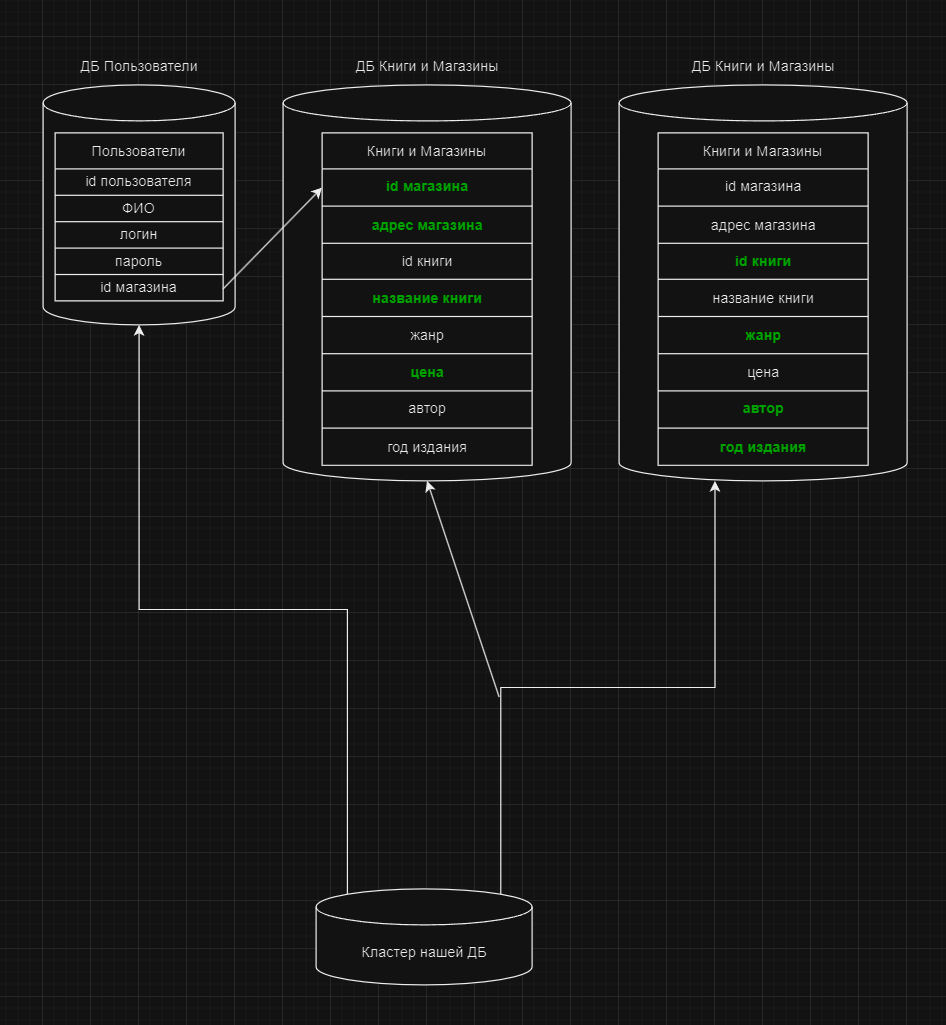 ДБ Пользователи
Пользователи
id пользователя
ФИО
логин
пароль
id магазина
ДБ Книги и Магазины
Книги и Магазины
id магазина
адрес магазина
id книги
название книги
жанр
цена
автор
год издания
ДБ Книги и Магазины
Книги и Магазины
id магазина
адрес магазина
id книги
название книги
жанр
цена
автор
год издания
Кластер нашей ДБ